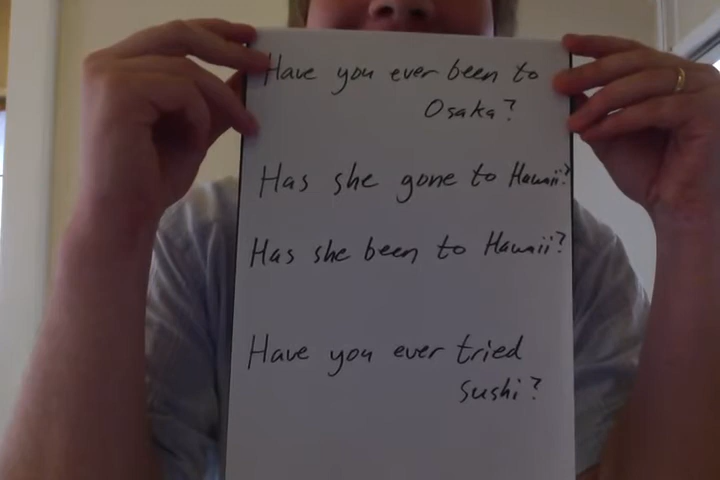 Have you ever been to
Osaka?
Has she gone to Hawaii?
Has she been to Hawaii?
Have you ever tried
sushi?